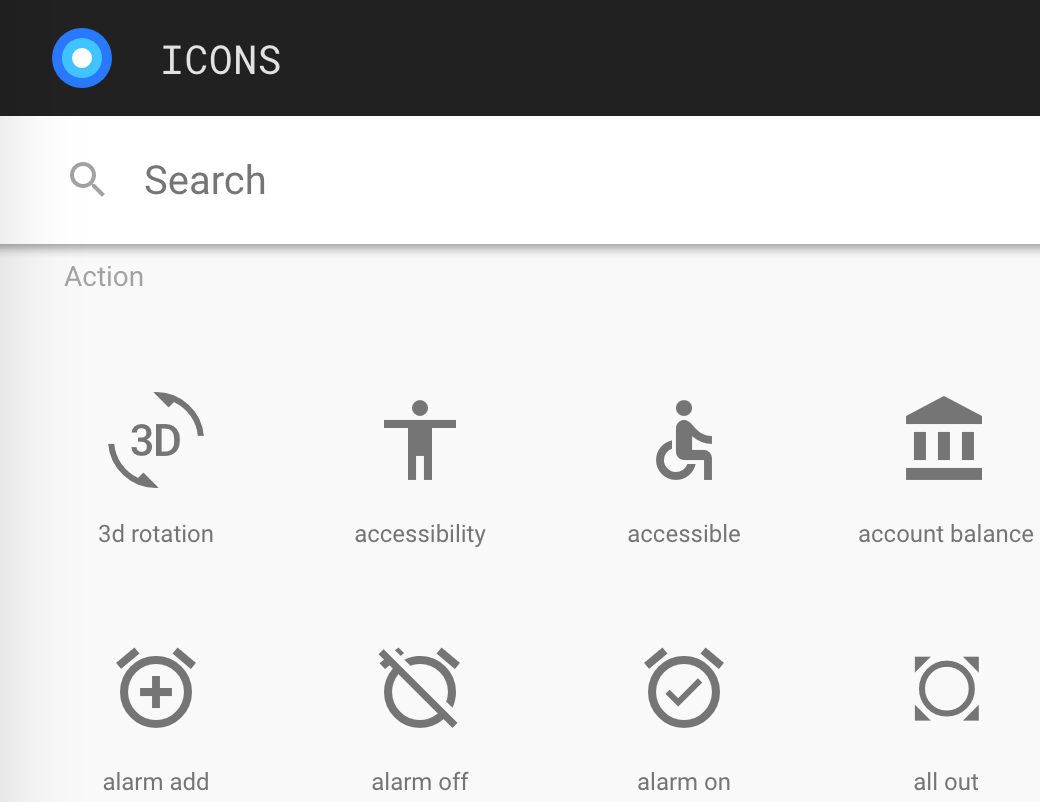 ICONS
Search
Action
3D
3d rotation
accessibility
accessible
account balance
alarm add
alarm off
alarm on
all out